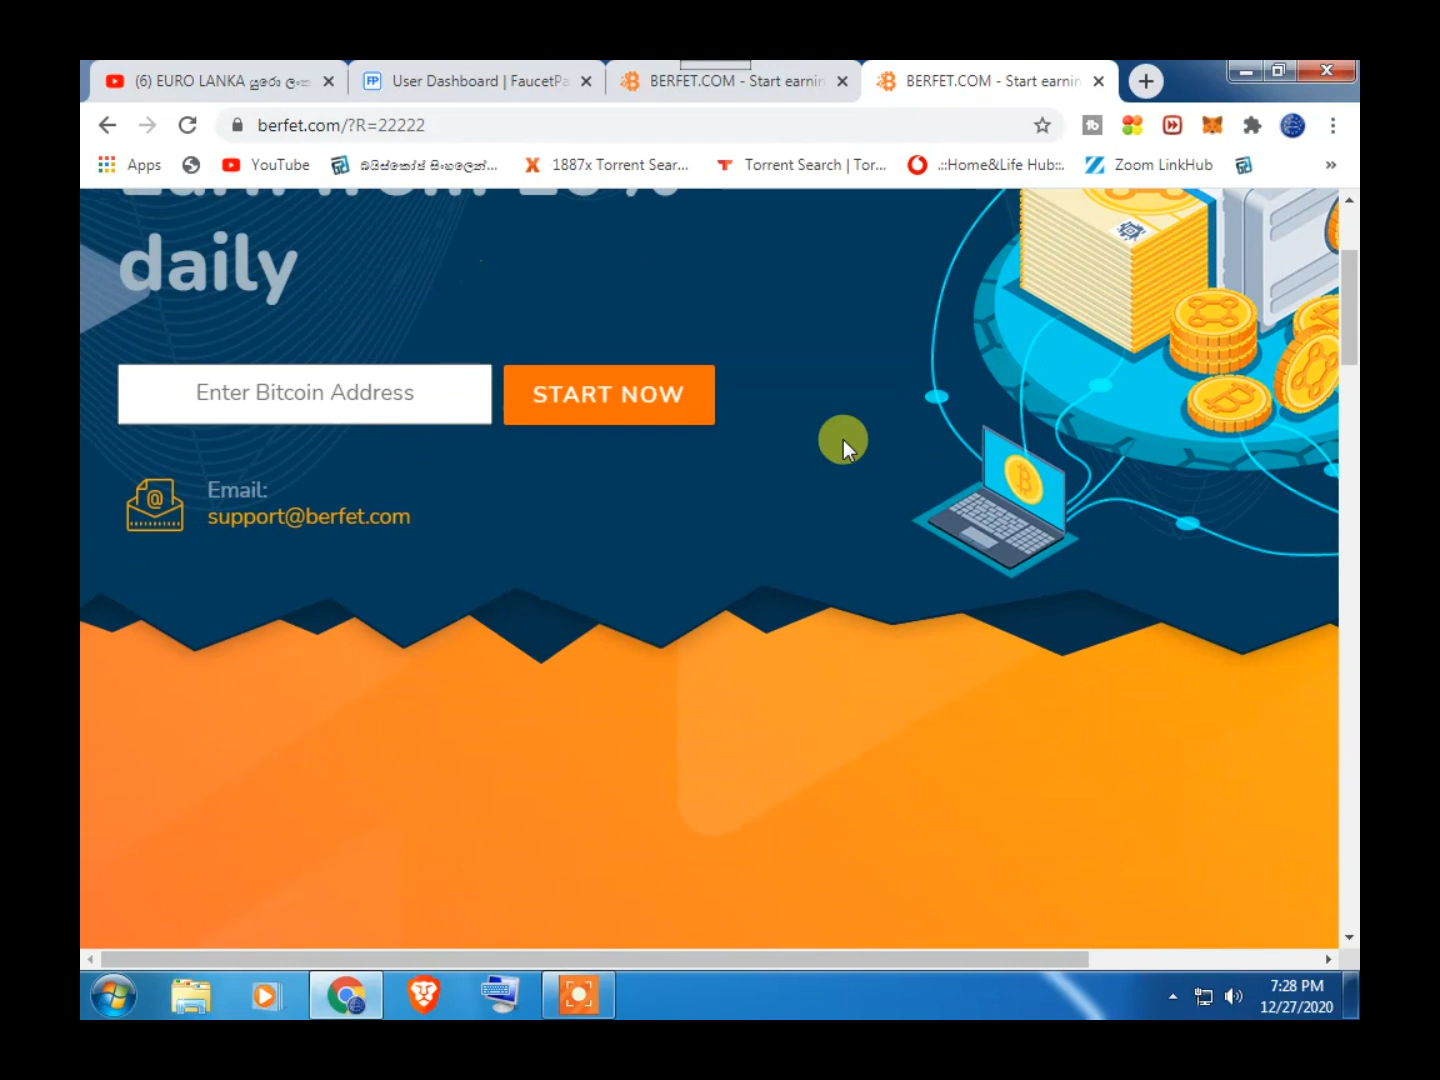 (6) EURO LANKA යුරෝ ලංක
User Dashboard | FaucetPa
BERFET.COM - Start earnin
BERFET.COM - Start earnin
berfet.com/?R=22222
Apps
YouTube
1887x Torrent Sear...
Torrent Search | Tor...
.::Home&Life Hub::.
Zoom LinkHub
»
daily
Enter Bitcoin Address
START NOW
Email:
support@berfet.com
7:28 PM
12/27/2020